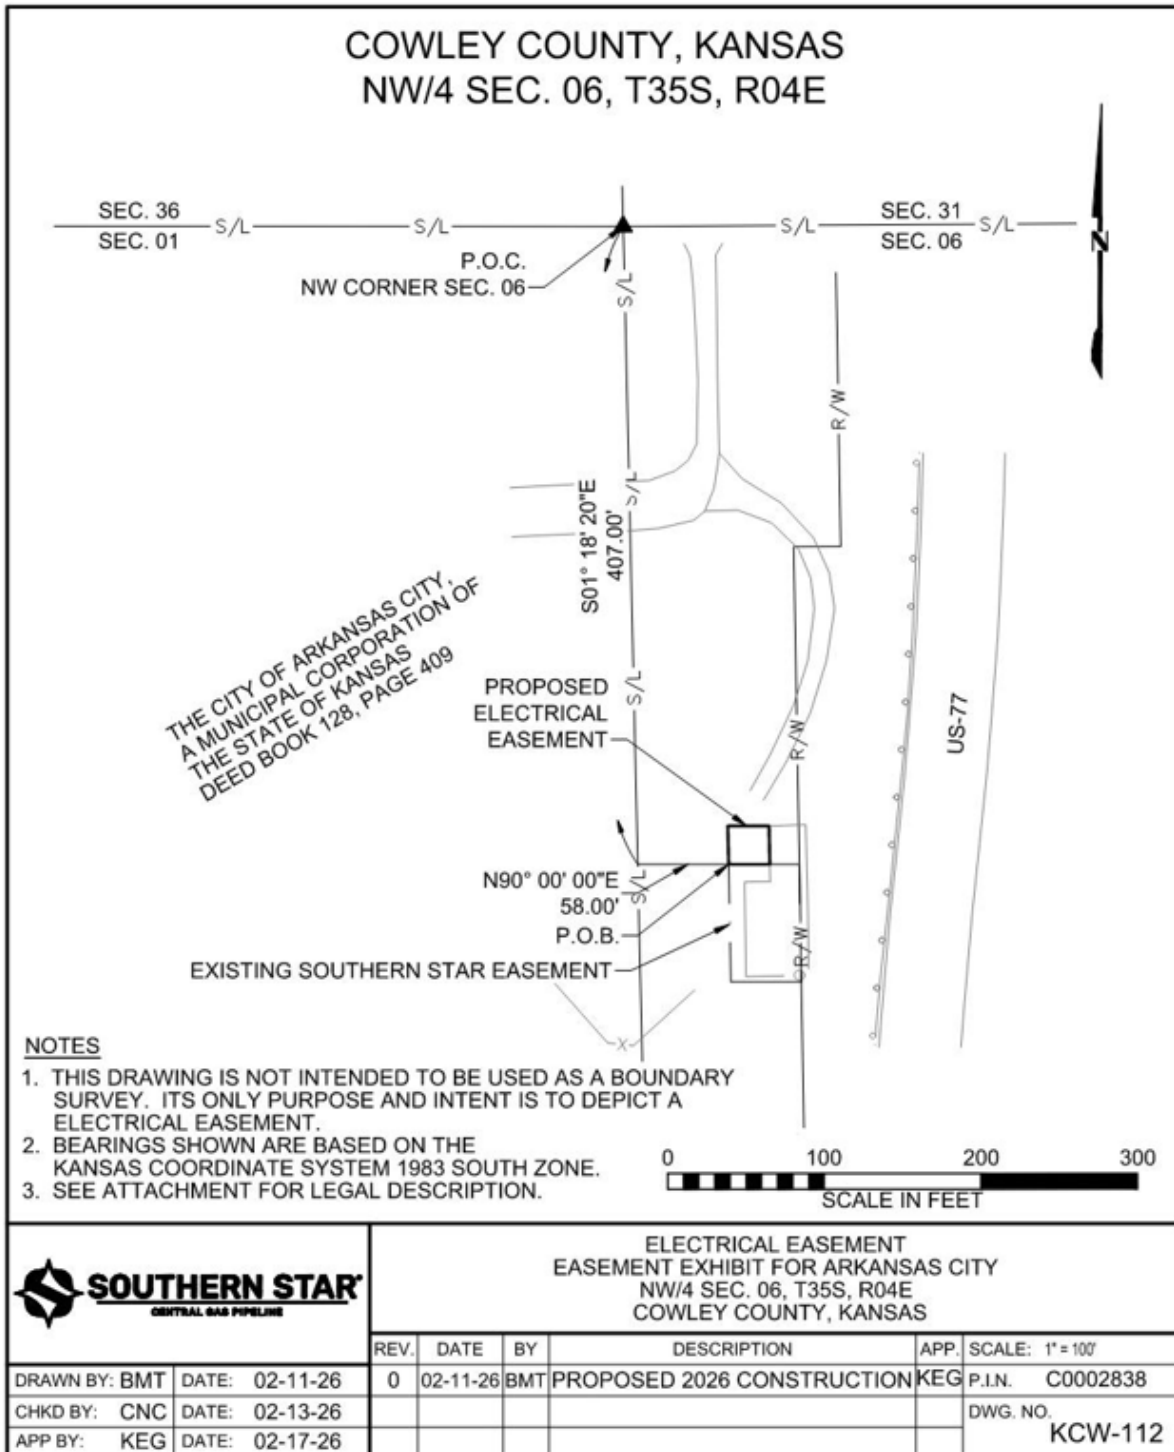 COWLEY COUNTY, KANSAS
NW/4 SEC. 06, T35S, R04E
SEC. 36
SEC. 01
S/L
S/L
S/L
SEC. 31
SEC. 06
S/L
N
P.O.C.
NW CORNER SEC. 06
S/L
R/W
S/L
S01° 18' 20"E
407.00'
THE CITY OF ARKANSAS CITY,
A MUNICIPAL CORPORATION OF
THE STATE OF KANSAS
DEED BOOK 128, PAGE 409
S/L
PROPOSED
ELECTRICAL
EASEMENT
R/W
US-77
N90° 00' 00"E
58.00'
S/L
P.O.B.
R/W
EXISTING SOUTHERN STAR EASEMENT
X
NOTES
1. THIS DRAWING IS NOT INTENDED TO BE USED AS A BOUNDARY
SURVEY. ITS ONLY PURPOSE AND INTENT IS TO DEPICT A
ELECTRICAL EASEMENT.
2. BEARINGS SHOWN ARE BASED ON THE
KANSAS COORDINATE SYSTEM 1983 SOUTH ZONE.
3. SEE ATTACHMENT FOR LEGAL DESCRIPTION.
0 100 200 300
SCALE IN FEET
SOUTHERN STAR
CENTRAL GAS PIPELINE
ELECTRICAL EASEMENT
EASEMENT EXHIBIT FOR ARKANSAS CITY
NW/4 SEC. 06, T35S, R04E
COWLEY COUNTY, KANSAS
REV. DATE BY DESCRIPTION APP. SCALE: 1" = 100'
DRAWN BY: BMT DATE: 02-11-26 0 02-11-26 BMT PROPOSED 2026 CONSTRUCTION KEG P.I.N. C0002838
CHKD BY: CNC DATE: 02-13-26 DWG. NO.
KCW-112
APP BY: KEG DATE: 02-17-26